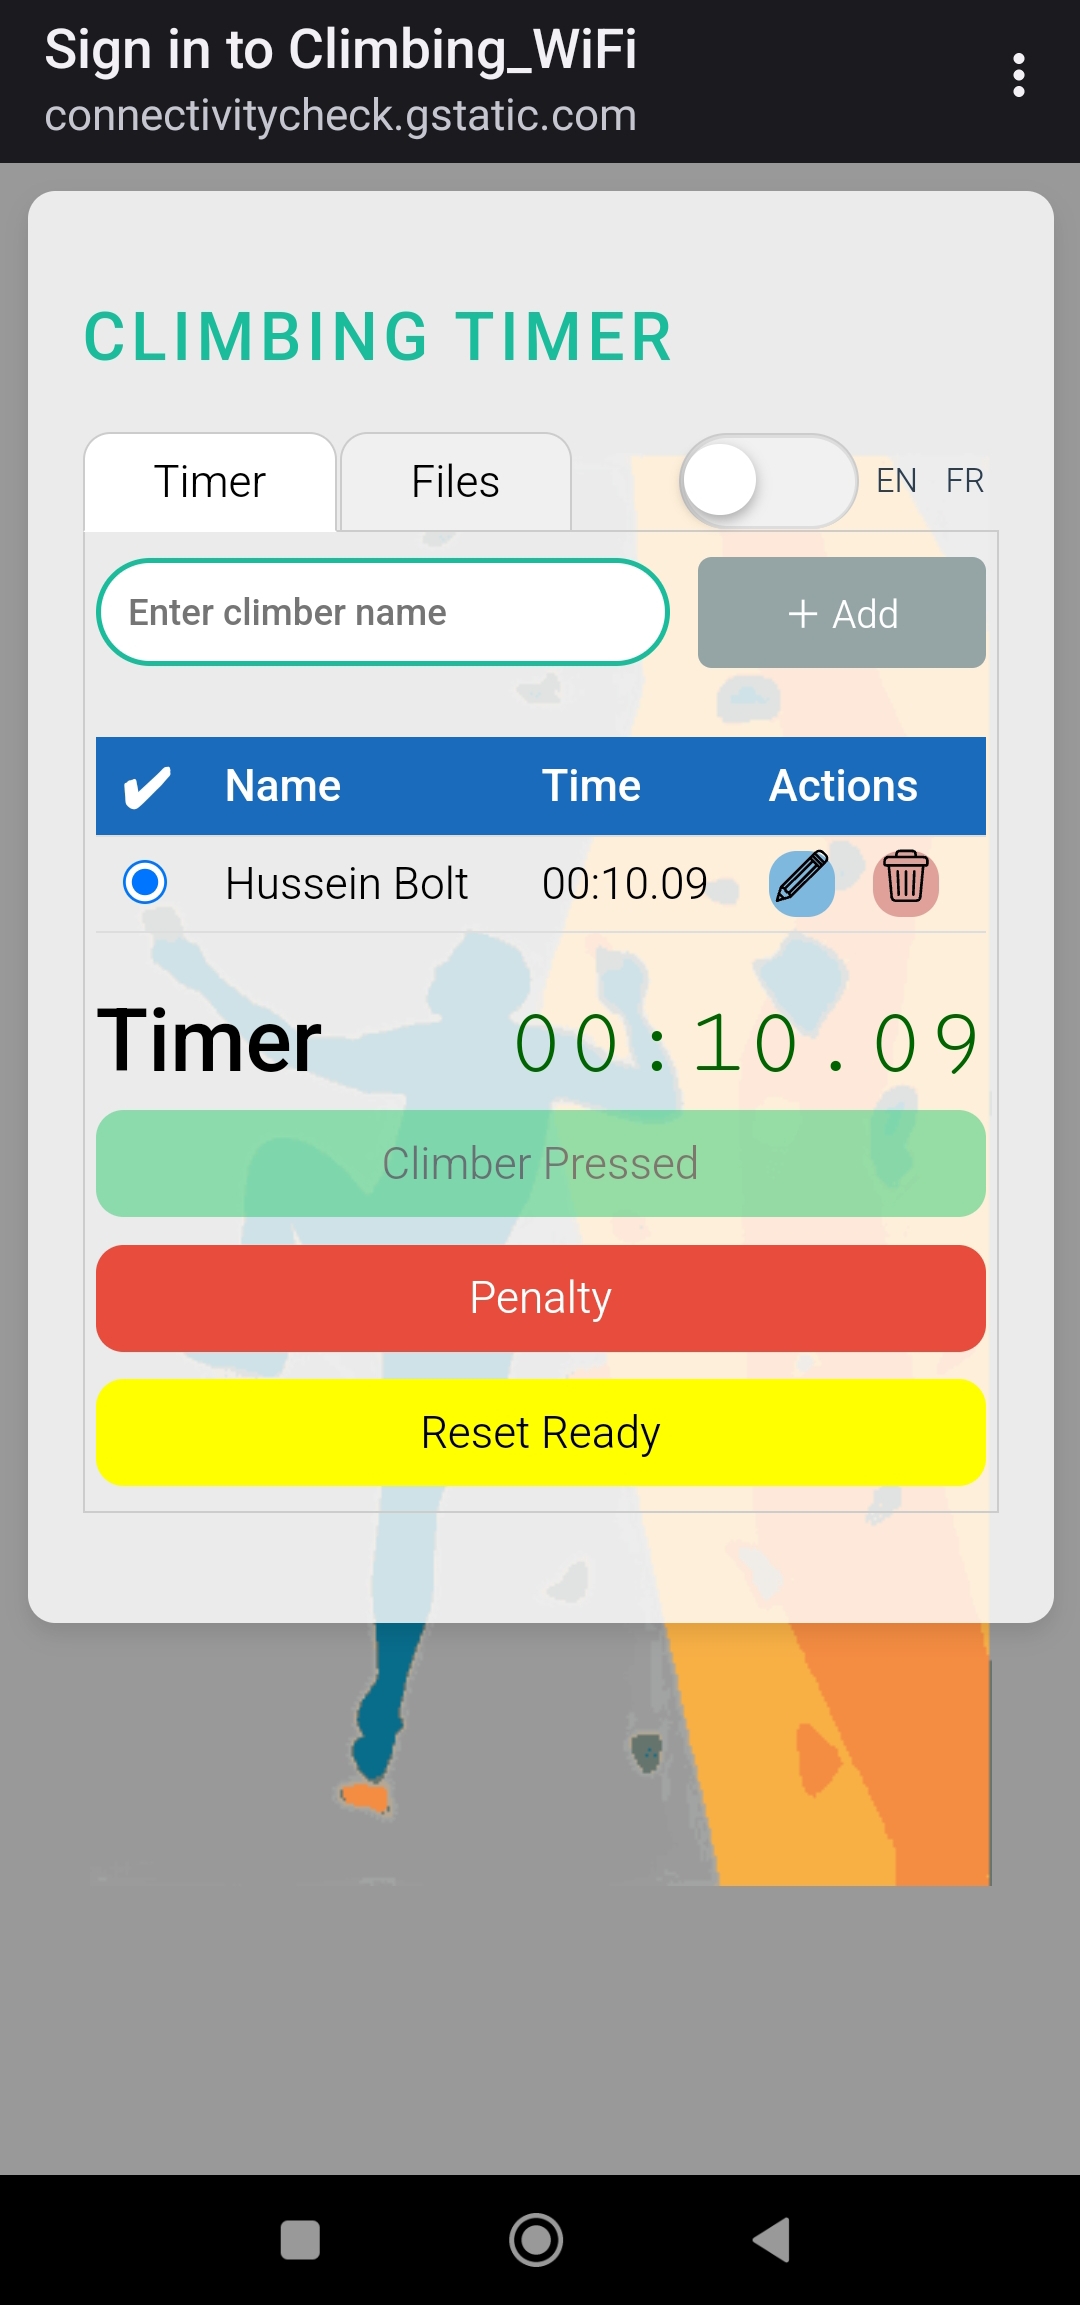 Sign in to Climbing_WiFi
connectivitycheck.gstatic.com
CLIMBING TIMER
Timer Files EN FR
Enter climber name + Add
✔ Name Time Actions
Hussein Bolt 00:10.09
Timer 00:10.09
Climber Pressed
Penalty
Reset Ready